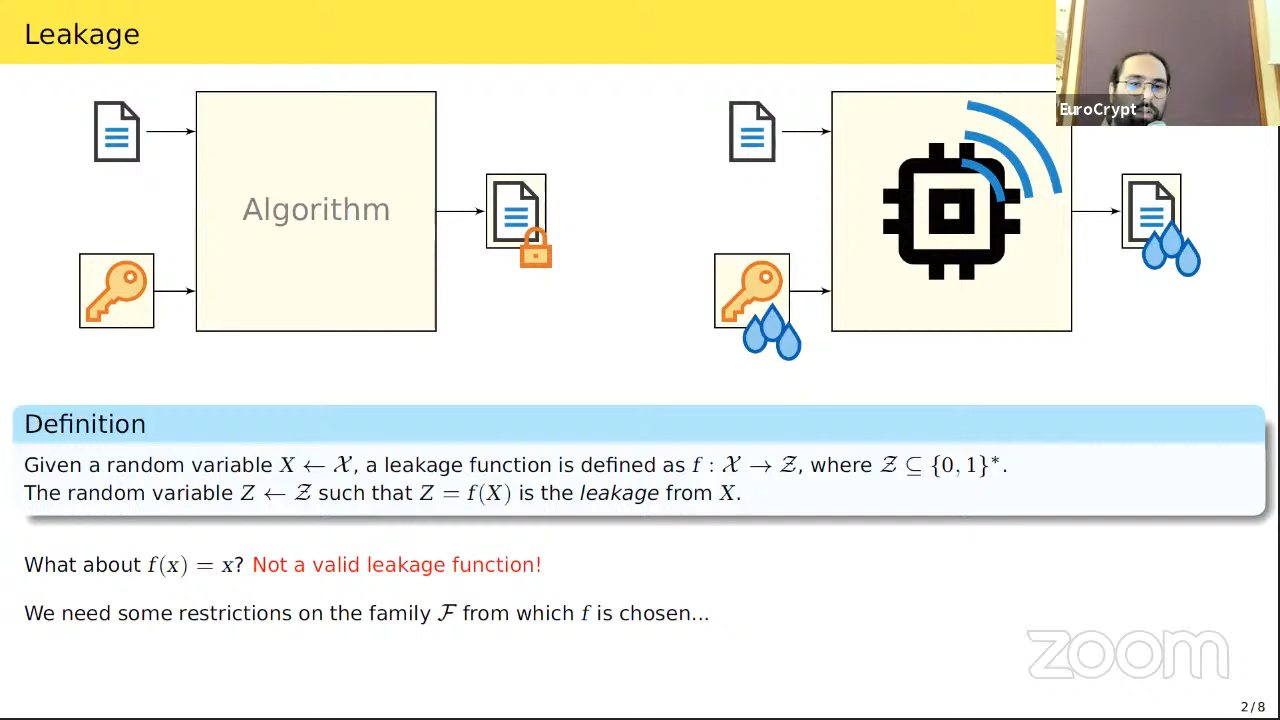 Leakage
EuroCrypt
Algorithm
Definition
Given a random variable X ← 𝒳, a leakage function is defined as f : 𝒳 → 𝒵, where 𝒵 ⊆ {0, 1}*.
The random variable Z ← 𝒵 such that Z = f(X) is the leakage from X.
What about f(x) = x? Not a valid leakage function!
We need some restrictions on the family ℱ from which f is chosen...
zoom
2/8